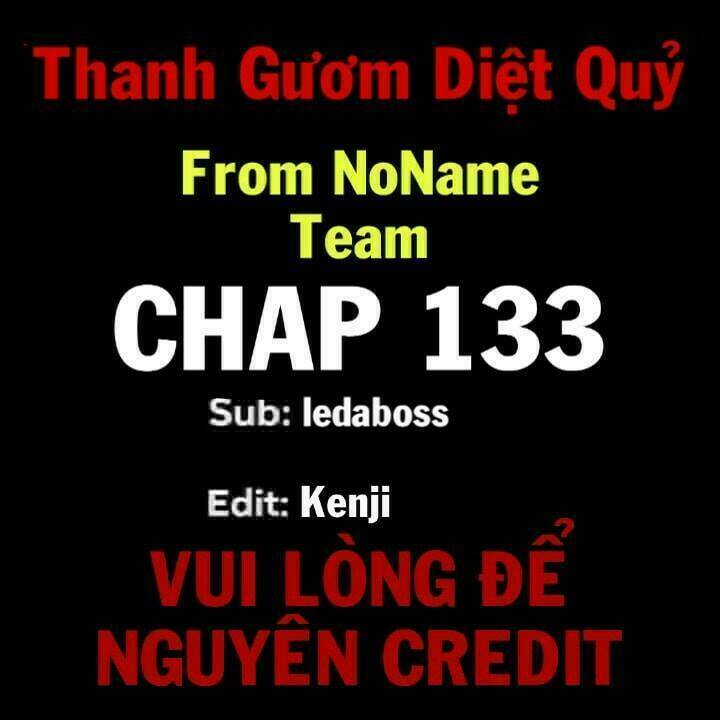 Thanh Gươm Diệt Quỷ
From NoName
Team
CHAP 133
Sub: ledaboss
Edit: Kenji
VUI LÒNG ĐỂ
NGUYÊN CREDIT